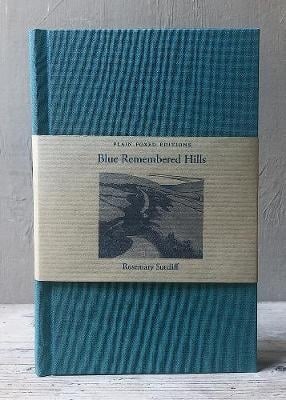 PLAIN FOXED EDITIONS
Blue Remembered Hills
Rosemary Sutcliff